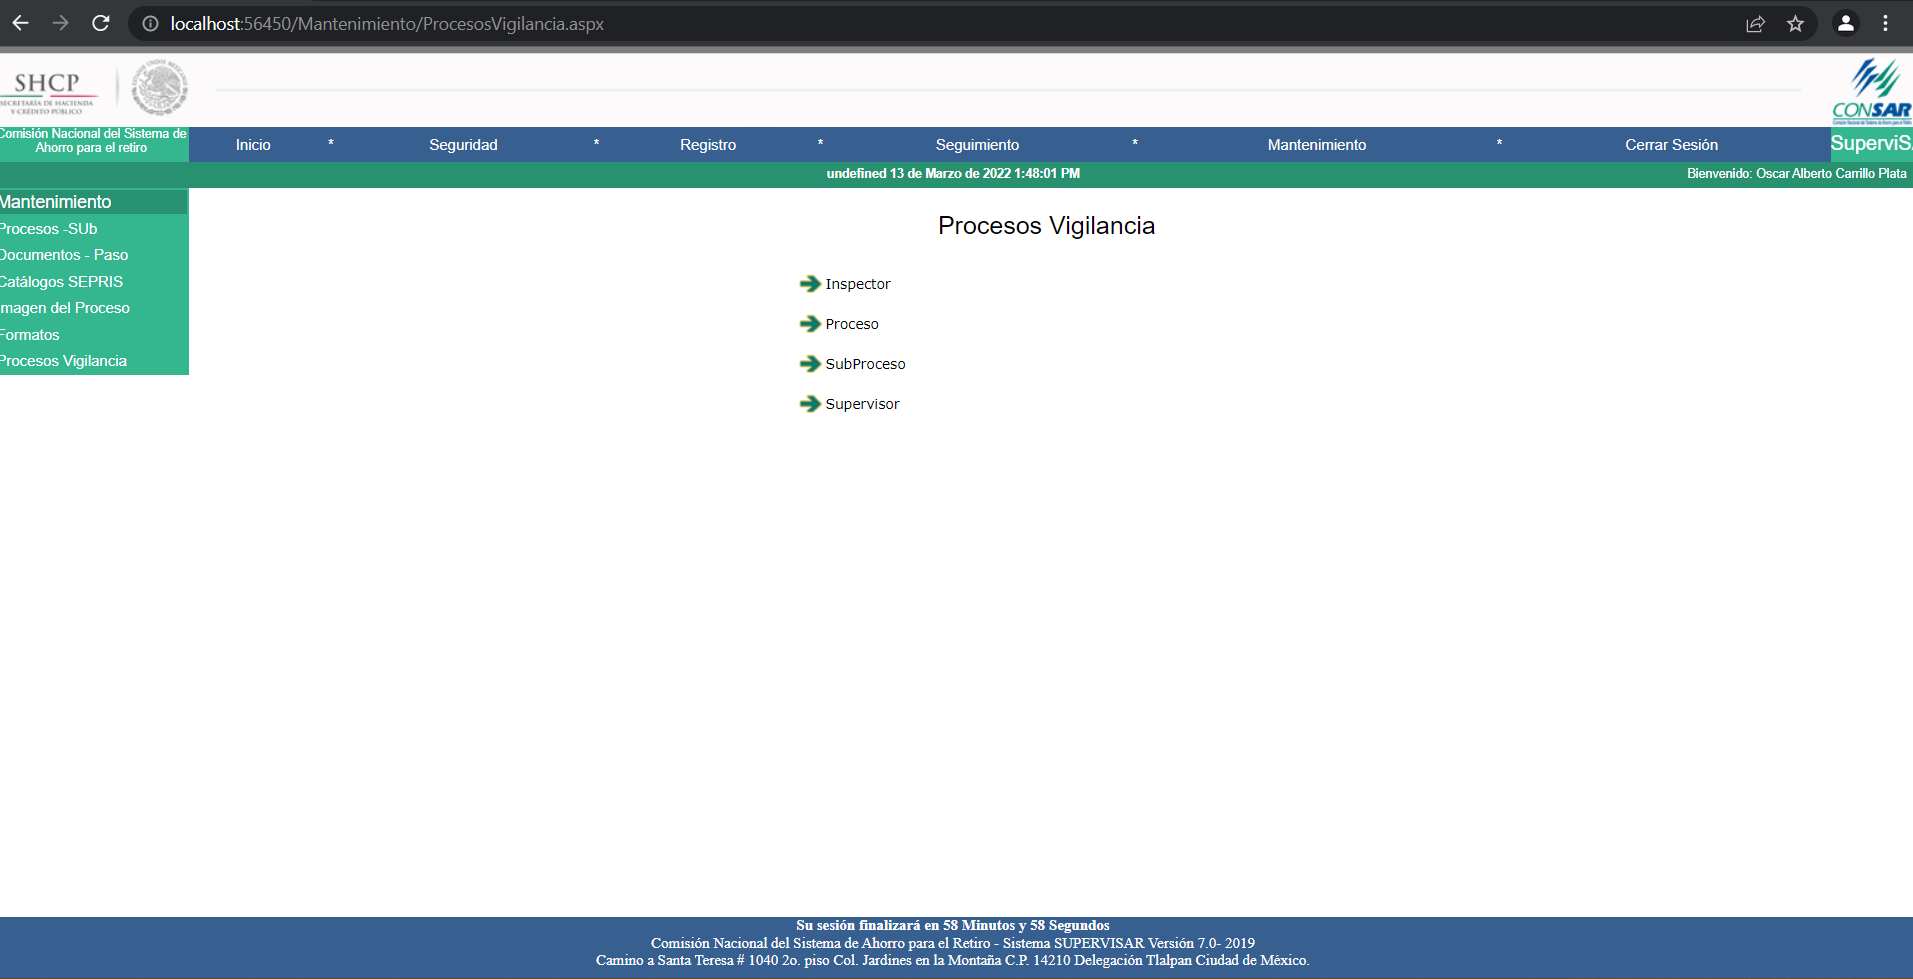 localhost:56450/Mantenimiento/ProcesosVigilancia.aspx
SHCP
SECRETARÍA DE HACIENDA
Y CRÉDITO PÚBLICO
CONSAR
Comisión Nacional del Sistema de
Ahorro para el retiro
Inicio * Seguridad * Registro * Seguimiento * Mantenimiento * Cerrar Sesión
SuperviS
undefined 13 de Marzo de 2022 1:48:01 PM
Bienvenido: Oscar Alberto Carrillo Plata
Mantenimiento
Procesos -SUb
Documentos - Paso
Catálogos SEPRIS
Imagen del Proceso
Formatos
Procesos Vigilancia
Procesos Vigilancia
Inspector
Proceso
SubProceso
Supervisor
Su sesión finalizará en 58 Minutos y 58 Segundos
Comisión Nacional del Sistema de Ahorro para el Retiro - Sistema SUPERVISAR Versión 7.0- 2019
Camino a Santa Teresa # 1040 2o. piso Col. Jardines en la Montaña C.P. 14210 Delegación Tlalpan Ciudad de México.